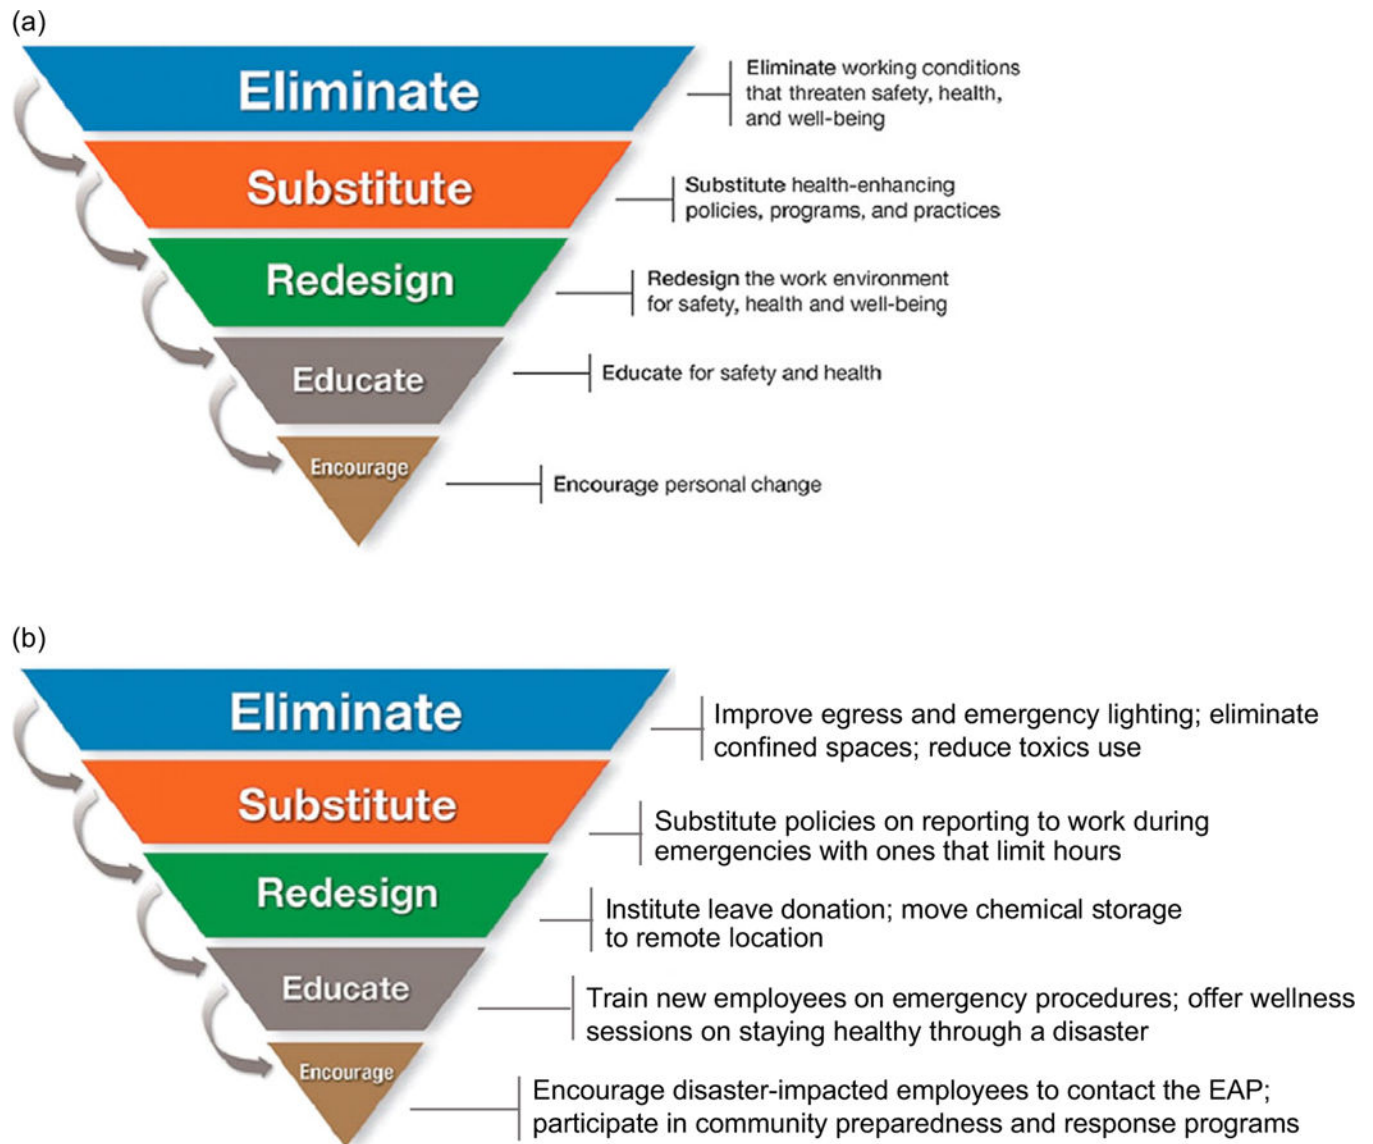 (a)
Eliminate
Eliminate working conditions
that threaten safety, health,
and well-being
Substitute
Substitute health-enhancing
policies, programs, and practices
Redesign
Redesign the work environment
for safety, health and well-being
Educate
Educate for safety and health
Encourage
Encourage personal change
(b)
Eliminate
Improve egress and emergency lighting; eliminate
confined spaces; reduce toxics use
Substitute
Substitute policies on reporting to work during
emergencies with ones that limit hours
Redesign
Institute leave donation; move chemical storage
to remote location
Educate
Train new employees on emergency procedures; offer wellness
sessions on staying healthy through a disaster
Encourage
Encourage disaster-impacted employees to contact the EAP;
participate in community preparedness and response programs